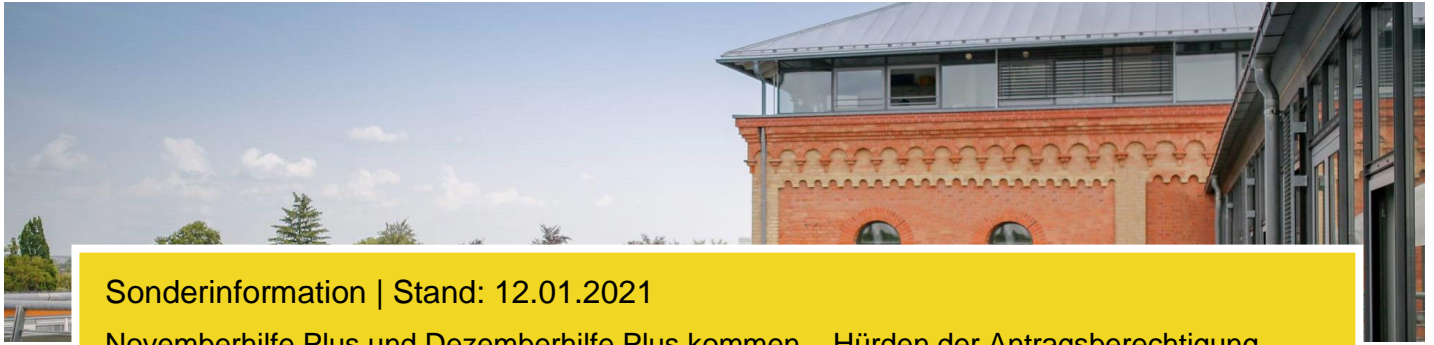 Sonderinformation | Stand: 12.01.2021
Novemberhilfe Plus und Dezemberhilfe Plus kommen – Hürden der Antragsberechtigung